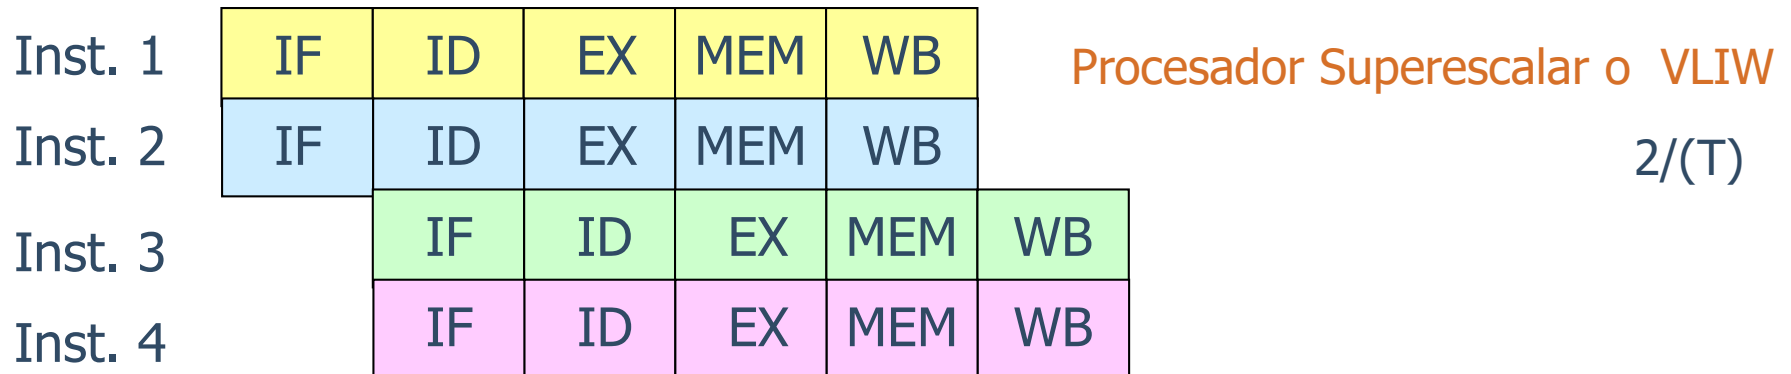 Inst. 1 IF ID EX MEM WB Procesador Superescalar o VLIW
Inst. 2 IF ID EX MEM WB 2/(T)
Inst. 3 IF ID EX MEM WB
Inst. 4 IF ID EX MEM WB